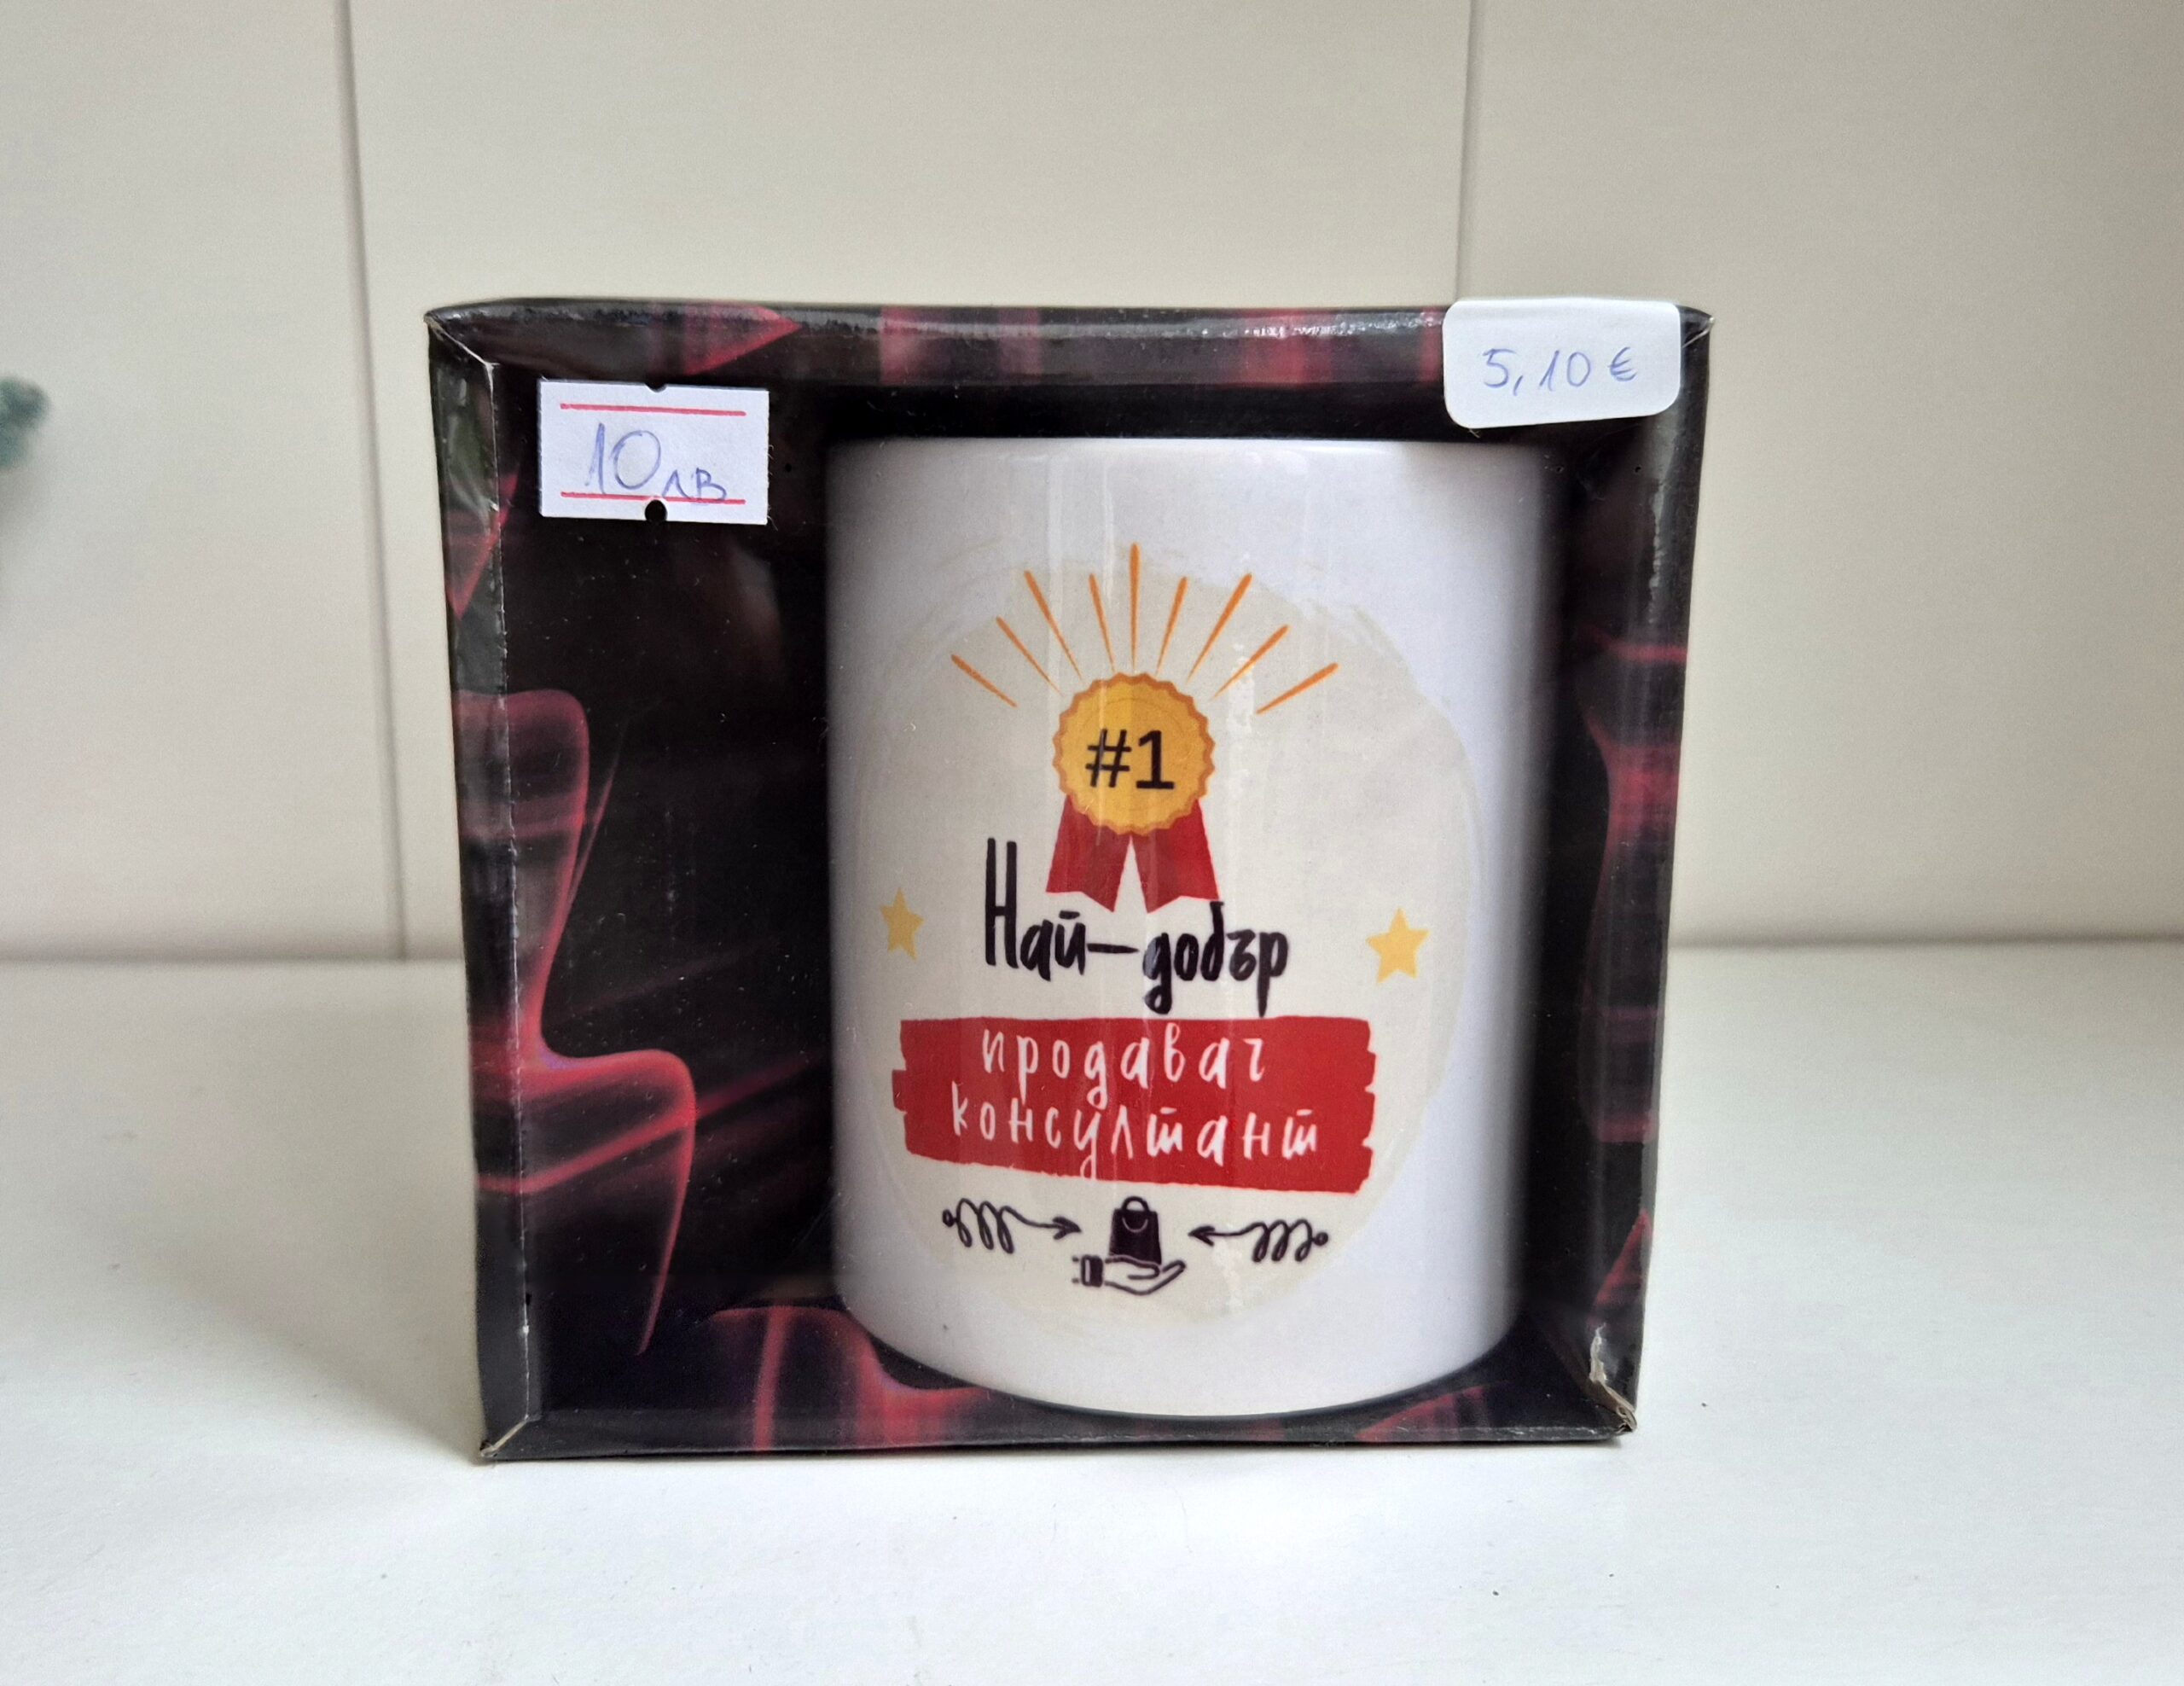 5,10 €
10лв
#1
Най-добър
продавач
консултант